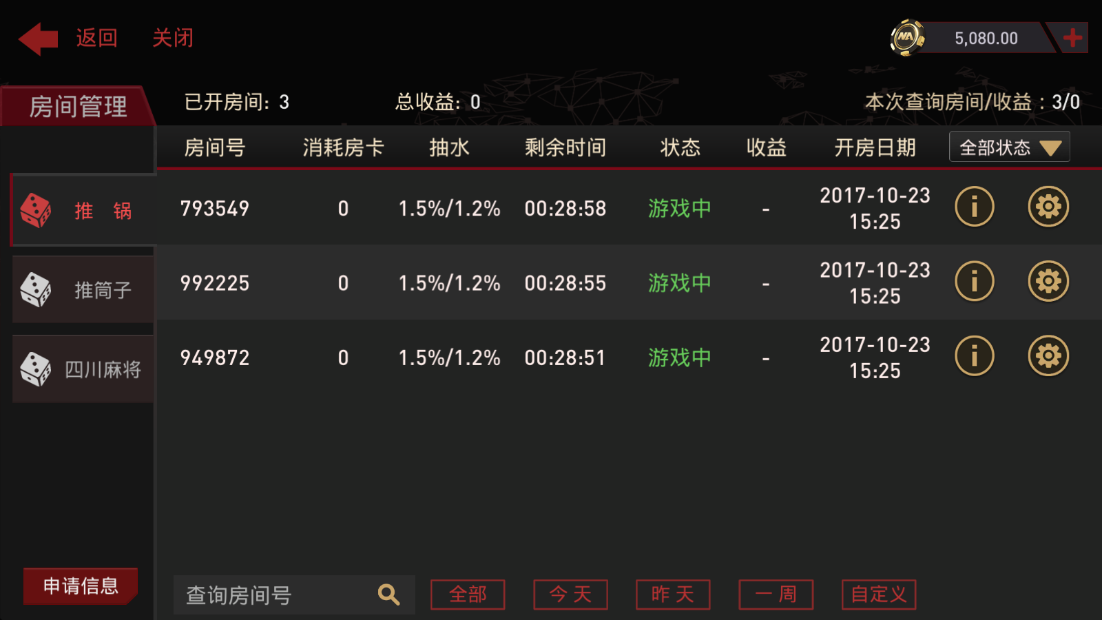 返回
关闭
5,080.00
房间管理
已开房间: 3
总收益: 0
本次查询房间/收益 : 3/0
房间号
消耗房卡
抽水
剩余时间
状态
收益
开房日期
全部状态
推 锅
793549
0
1.5%/1.2%
00:28:58
游戏中
-
2017-10-23
15:25
推筒子
992225
0
1.5%/1.2%
00:28:55
游戏中
-
2017-10-23
15:25
四川麻将
949872
0
1.5%/1.2%
00:28:51
游戏中
-
2017-10-23
15:25
申请信息
查询房间号
全部
今天
昨天
一周
自定义